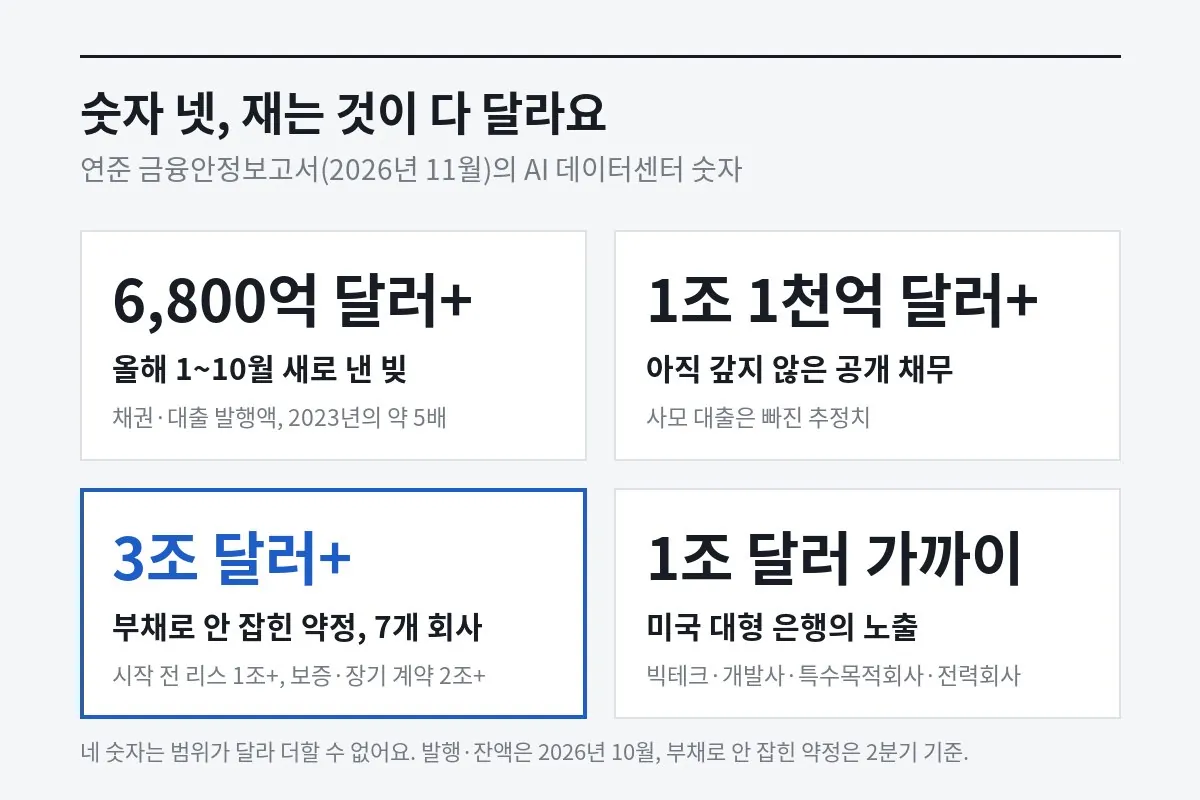 숫자 넷, 재는 것이 다 달라요
연준 금융안정보고서(2026년 11월)의 AI 데이터센터 숫자
6,800억 달러+
올해 1~10월 새로 낸 빚
채권·대출 발행액, 2023년의 약 5배
1조 1천억 달러+
아직 갚지 않은 공개 채무
사모 대출은 빠진 추정치
3조 달러+
부채로 안 잡힌 약정, 7개 회사
시작 전 리스 1조+, 보증·장기 계약 2조+
1조 달러 가까이
미국 대형 은행의 노출
빅테크·개발사·특수목적회사·전력회사
네 숫자는 범위가 달라 더할 수 없어요. 발행·잔액은 2026년 10월, 부채로 안 잡힌 약정은 2분기 기준.